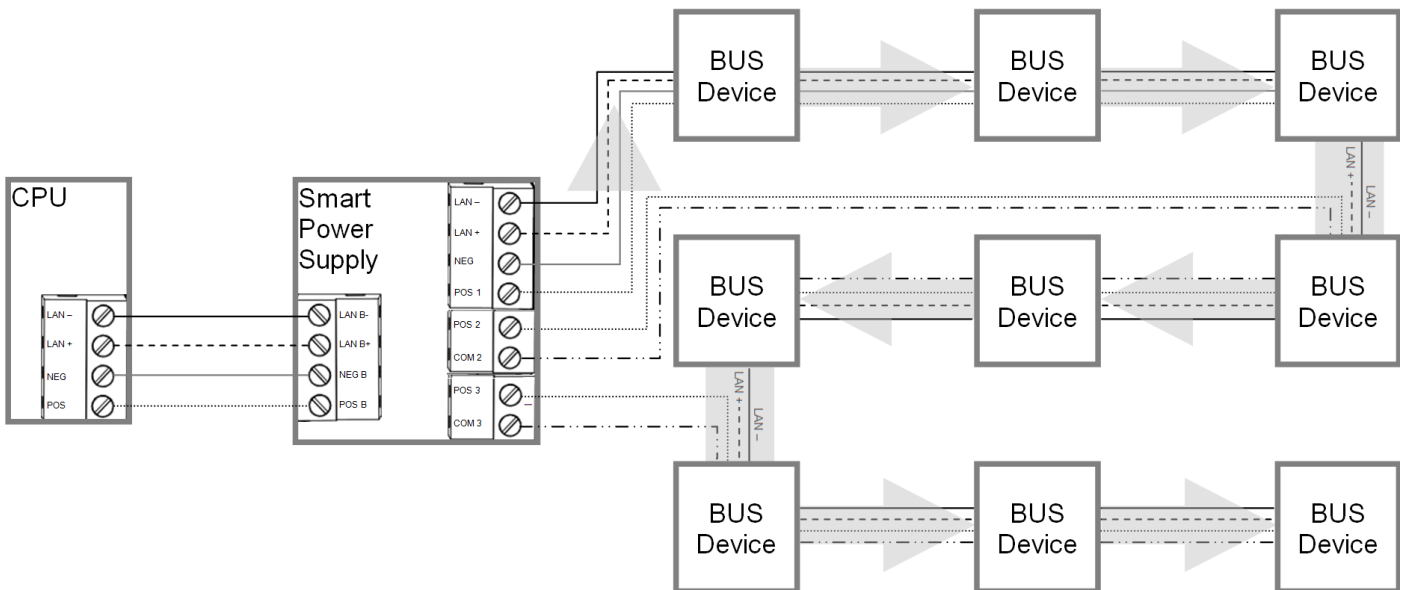 CPU
LAN –
LAN +
NEG
POS
Smart
Power
Supply
LAN B-
LAN B+
NEG B
POS B
LAN –
LAN +
NEG
POS 1
POS 2
COM 2
POS 3
COM 3
BUS
Device
BUS
Device
BUS
Device
LAN +
LAN –
BUS
Device
BUS
Device
BUS
Device
LAN +
LAN –
BUS
Device
BUS
Device
BUS
Device